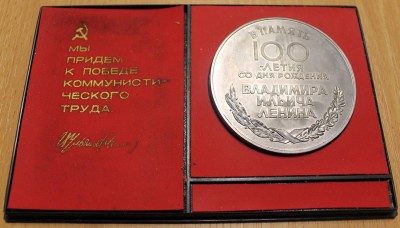 МЫ
ПРИДЕМ
К ПОБЕДЕ
КОММУНИСТИ-
ЧЕСКОГО
ТРУДА
В ПАМЯТЬ
100
-ЛЕТИЯ
СО ДНЯ РОЖДЕНИЯ
ВЛАДИМИРА
ИЛЬИЧА
ЛЕНИНА